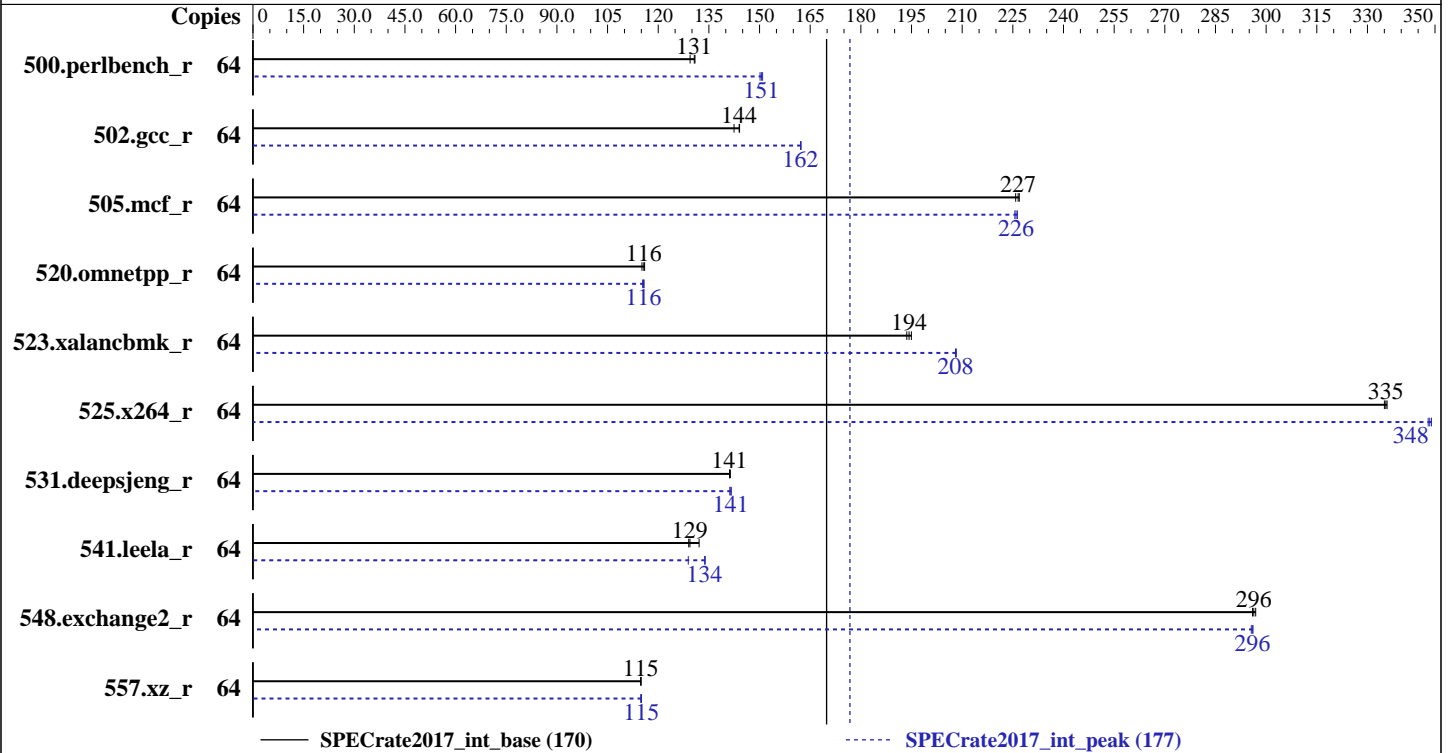 Copies 0 15.0 30.0 45.0 60.0 75.0 90.0 105 120 135 150 165 180 195 210 225 240 255 270 285 300 315 330 350
131
500.perlbench_r 64
151
144
502.gcc_r 64
162
227
505.mcf_r 64
226
116
520.omnetpp_r 64
116
194
523.xalancbmk_r 64
208
335
525.x264_r 64
348
141
531.deepsjeng_r 64
141
129
541.leela_r 64
134
296
548.exchange2_r 64
296
115
557.xz_r 64
115
SPECrate2017_int_base (170) SPECrate2017_int_peak (177)